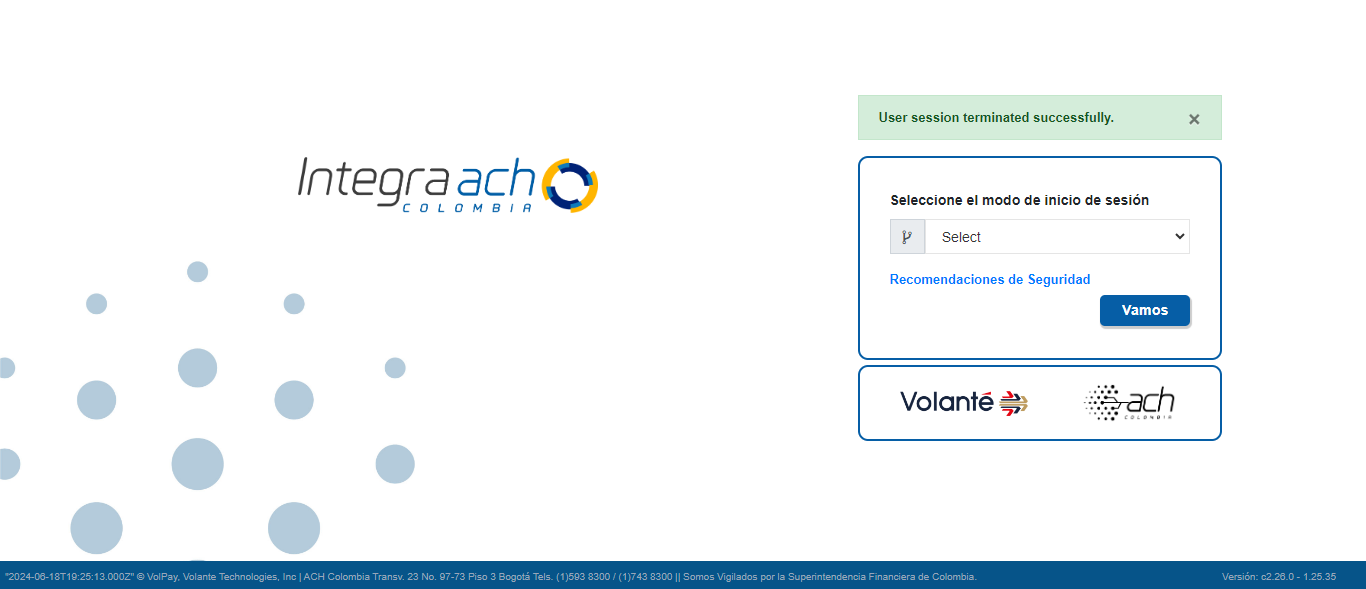 User session terminated successfully.
×
Integra ach
COLOMBIA
Seleccione el modo de inicio de sesión
Select
Recomendaciones de Seguridad
Vamos
Volanté
ach
COLOMBIA
"2024-06-18T19:25:13.000Z" © VolPay, Volante Technologies, Inc | ACH Colombia Transv. 23 No. 97-73 Piso 3 Bogotá Tels. (1)593 8300 / (1)743 8300 || Somos Vigilados por la Superintendencia Financiera de Colombia.
Versión: c2.26.0 - 1.25.35